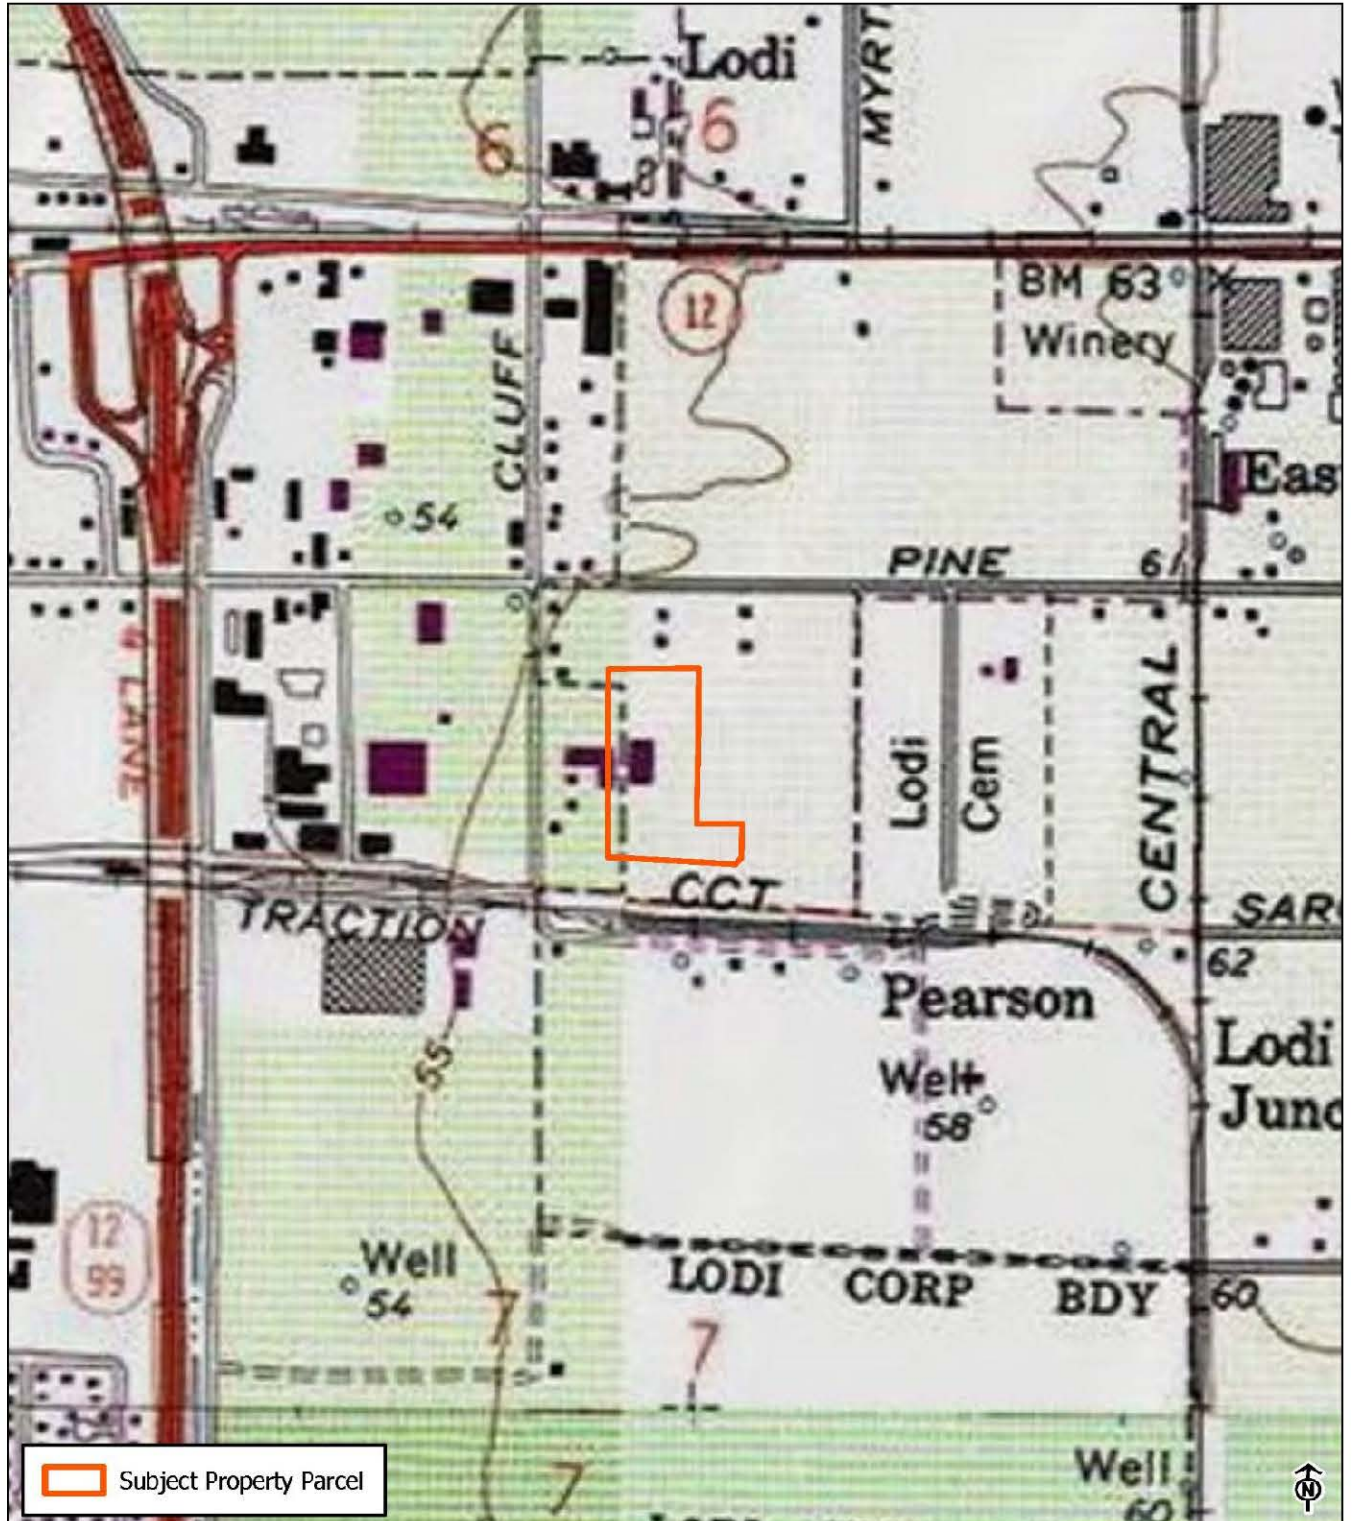 Lodi
MYRT
6
6
8
12
BM 63
Winery
CLUFF
Eas
54
PINE
61
4 LANE
Lodi
Cem
CENTRAL
CCT
TRACTION
SAR
62
Pearson
Lodi
Junc
55
Well
58
12
99
Well
54
LODI CORP BDY
60
7
7
7
Well
60
Subject Property Parcel
N